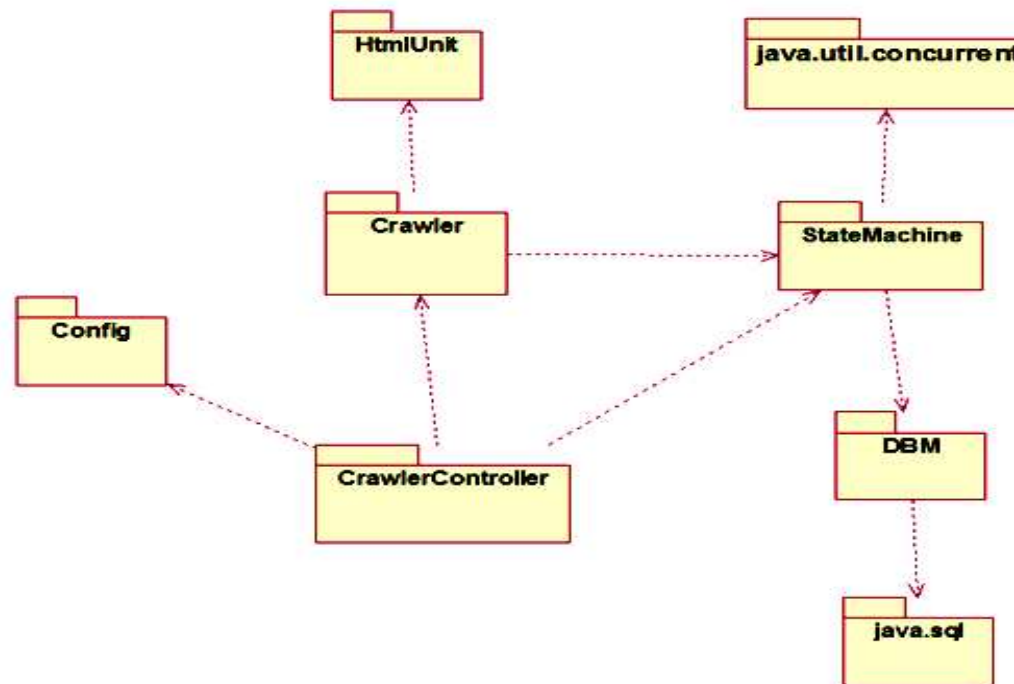 HtmlUnit
java.util.concurrent
Crawler
StateMachine
Config
CrawlerController
DBM
java.sql